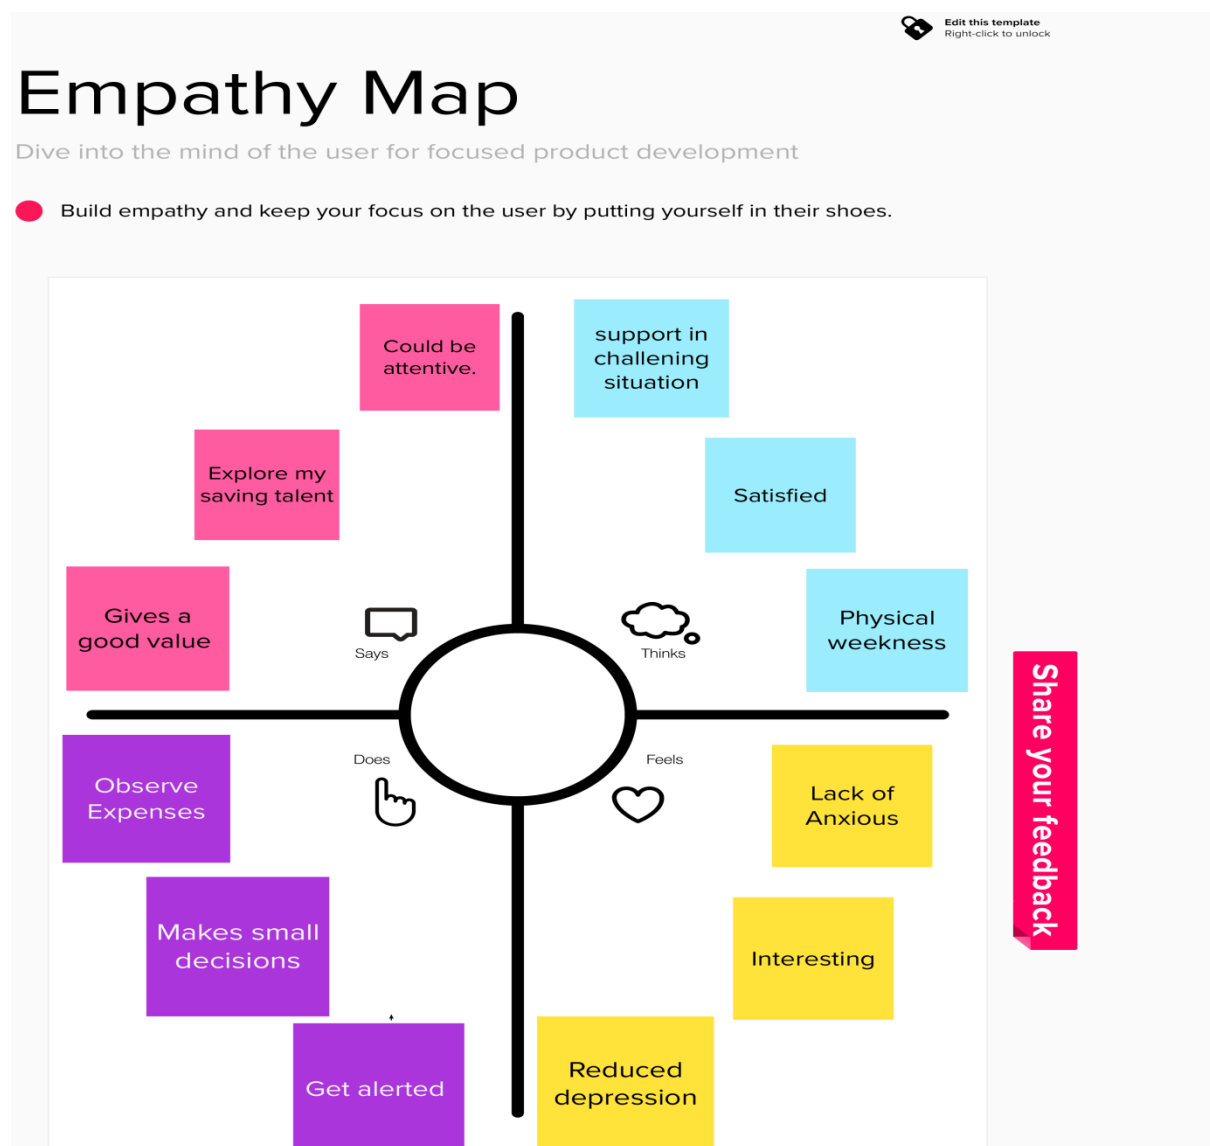 Edit this template
Right-click to unlock
Empathy Map
Dive into the mind of the user for focused product development
Build empathy and keep your focus on the user by putting yourself in their shoes.
Could be
attentive.
support in
challening
situation
Explore my
saving talent
Satisfied
Gives a
good value
Physical
weekness
Says
Thinks
Does
Feels
Observe
Expenses
Lack of
Anxious
Makes small
decisions
Interesting
Get alerted
Reduced
depression
Share your feedback